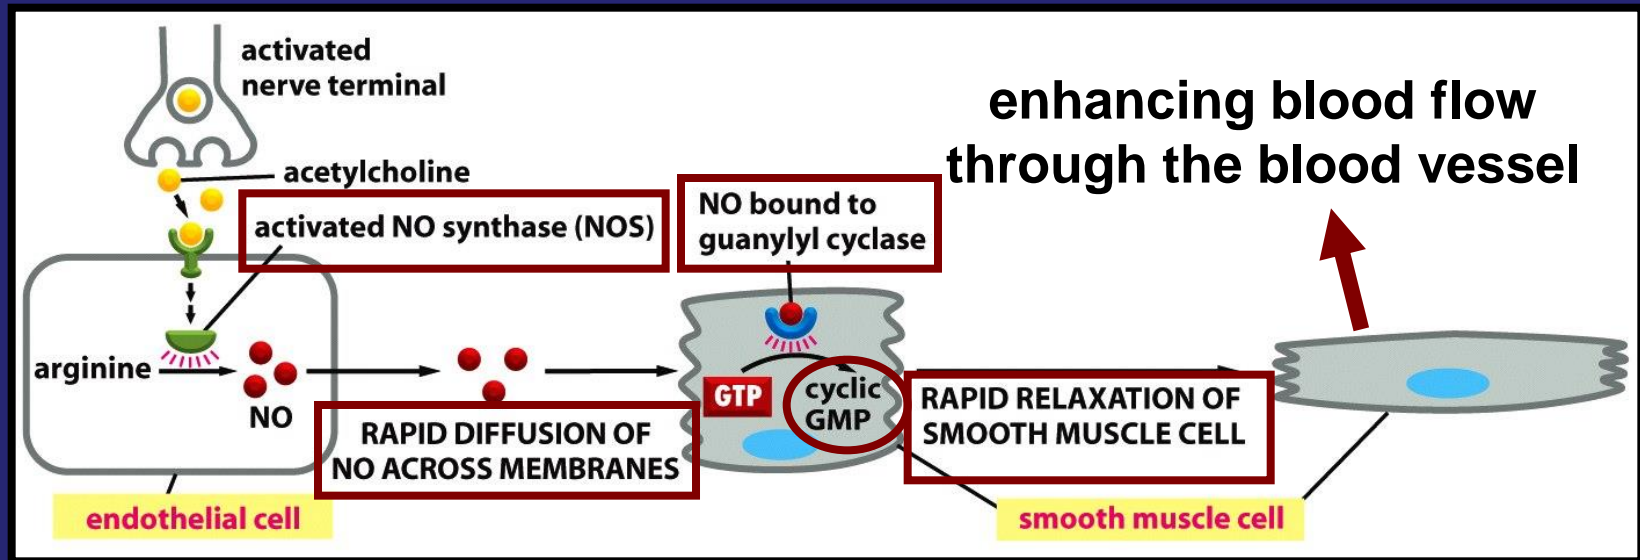 activated
nerve terminal
enhancing blood flow
through the blood vessel
acetylcholine
activated NO synthase (NOS)
NO bound to
guanylyl cyclase
arginine
NO
GTP
cyclic
GMP
RAPID DIFFUSION OF
NO ACROSS MEMBRANES
RAPID RELAXATION OF
SMOOTH MUSCLE CELL
endothelial cell
smooth muscle cell